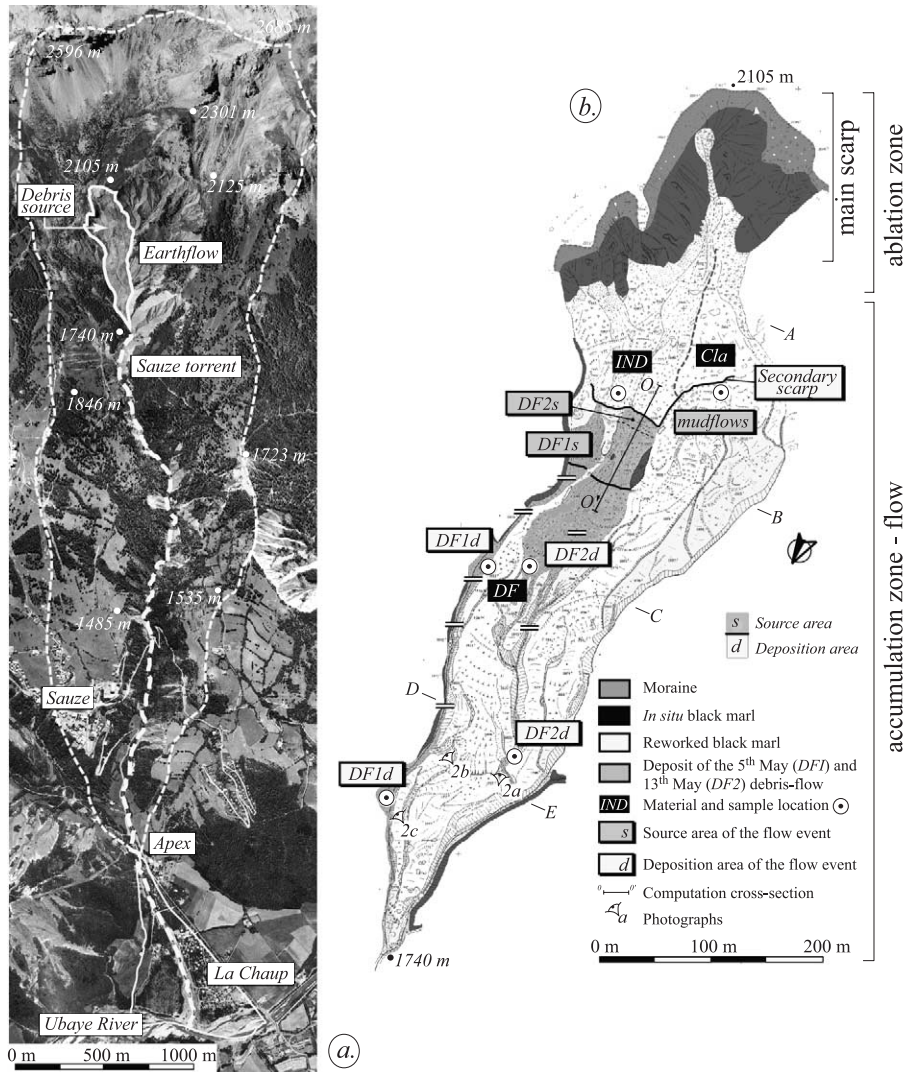 2596 m
2301 m
2105 m
2125 m
Debris
source
Earthflow
1740 m
Sauze torrent
1846 m
1723 m
1535 m
1485 m
Sauze
Apex
La Chaup
Ubaye River
0 m 500 m 1000 m
a.
b.
2105 m
main scarp
ablation zone
A
IND
Cla
O
Secondary
scarp
DF2s
mudflows
DF1s
O'
B
DF1d
DF2d
DF
C
s Source area
d Deposition area
accumulation zone - flow
D
Moraine
In situ black marl
Reworked black marl
DF2d
2b
Deposit of the 5th May (DF1) and
13th May (DF2) debris-flow
DF1d
2a
E
IND Material and sample location
2c
s Source area of the flow event
d Deposition area of the flow event
0 0' Computation cross-section
a Photographs
1740 m
0 m 100 m 200 m